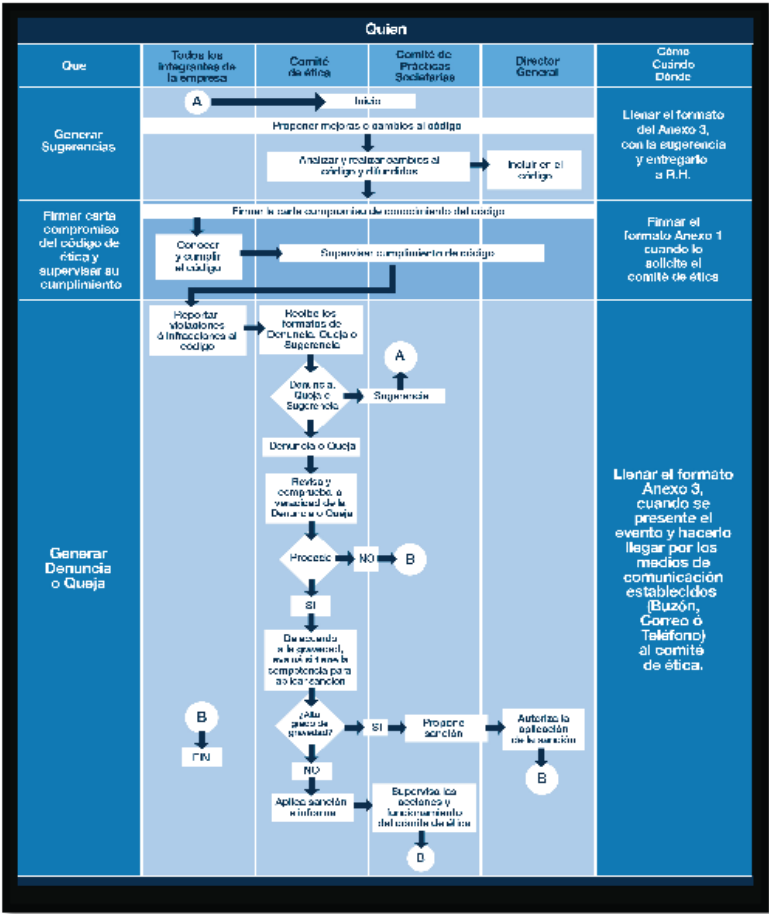 Quien
Que
Todos los
integrantes de
la empresa
Comité
de ética
Comité de
Prácticas
Societarias
Director
General
Cómo
Cuándo
Dónde
Generar
Sugerencias
A
Inicio
Proponer mejoras o cambios al código
Analizar y realizar cambios al
código y difundirlos
Incluir en el
código
Llenar el formato
del Anexo 3,
con la sugerencia
y entregarlo
a R.H.
Firmar carta
compromiso
del código de
ética y
supervisar su
cumplimiento
Firmar la carta compromiso de conocimiento del código
Conocer
y cumplir
el código
Supervisar cumplimiento de código
Firmar el
formato Anexo 1
cuando lo
solicite el
comité de ética
Generar
Denuncia
o Queja
Reportar
violaciones
ó infracciones al
código
Recibe los
formatos de
Denuncia, Queja o
Sugerencia
Denuncia,
Queja o
Sugerencia
Sugerencia
A
Denuncia o Queja
Revisa y
comprueba la
veracidad de la
Denuncia o Queja
Procede
NO
B
SI
De acuerdo
a la gravedad,
evalúa si tiene la
competencia para
aplicar sanción
¿Alto
grado de
gravedad?
SI
Propone
sanción
Autoriza la
aplicación
de la sanción
B
B
FIN
NO
Aplica sanción
e informa
Supervisa las
acciones y
funcionamiento
del comite de ética
B
Llenar el formato
Anexo 3,
cuando se
presente el
evento y hacerlo
llegar por los
medios de
comunicación
establecidos
(Buzón,
Correo ó
Teléfono)
al comité
de ética.